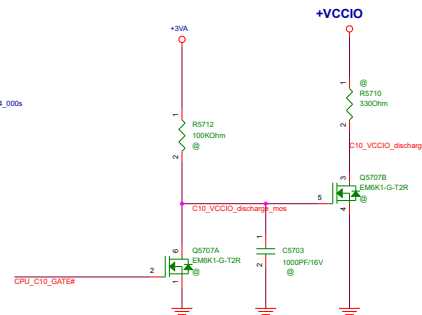 +VCCIO
+3VA
4_000s
1
@
R5710
330Ohm
2
1
R5712
100KOhm
@
2
C10_VCCIO_discharg
3
Q5707B
EM6K1-G-T2R
@
5
4
C10_VCCIO_discharge_mos
6
Q5707A
EM6K1-G-T2R
@
2
1
1
C5703
1000PF/16V
@
2
CPU_C10_GATE#